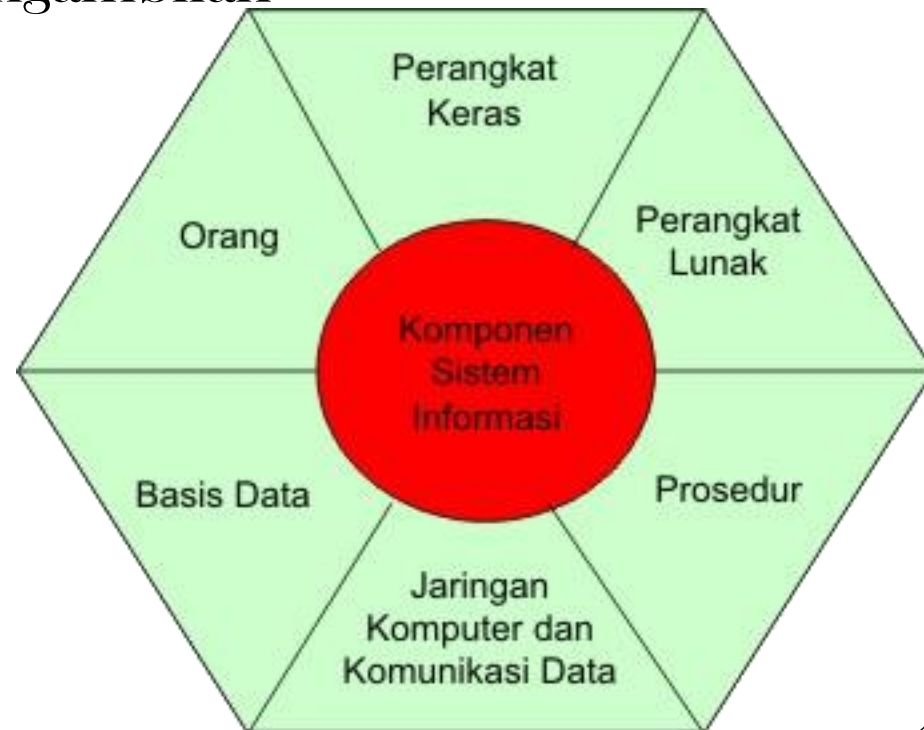 Perangkat
Keras
Perangkat
Lunak
Prosedur
Jaringan
Komputer dan
Komunikasi Data
Basis Data
Orang
Komponen
Sistem
Informasi